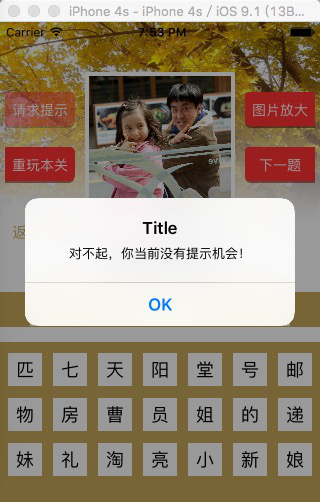 iPhone 4s - iPhone 4s / iOS 9.1 (13B...
Carrier 7:53 PM
请求提示 图片放大
重玩本关 下一题
返
Title
对不起，你当前没有提示机会！
OK
匹 七 天 阳 堂 号 邮
物 房 曹 员 姐 的 递
妹 礼 淘 亮 小 新 娘